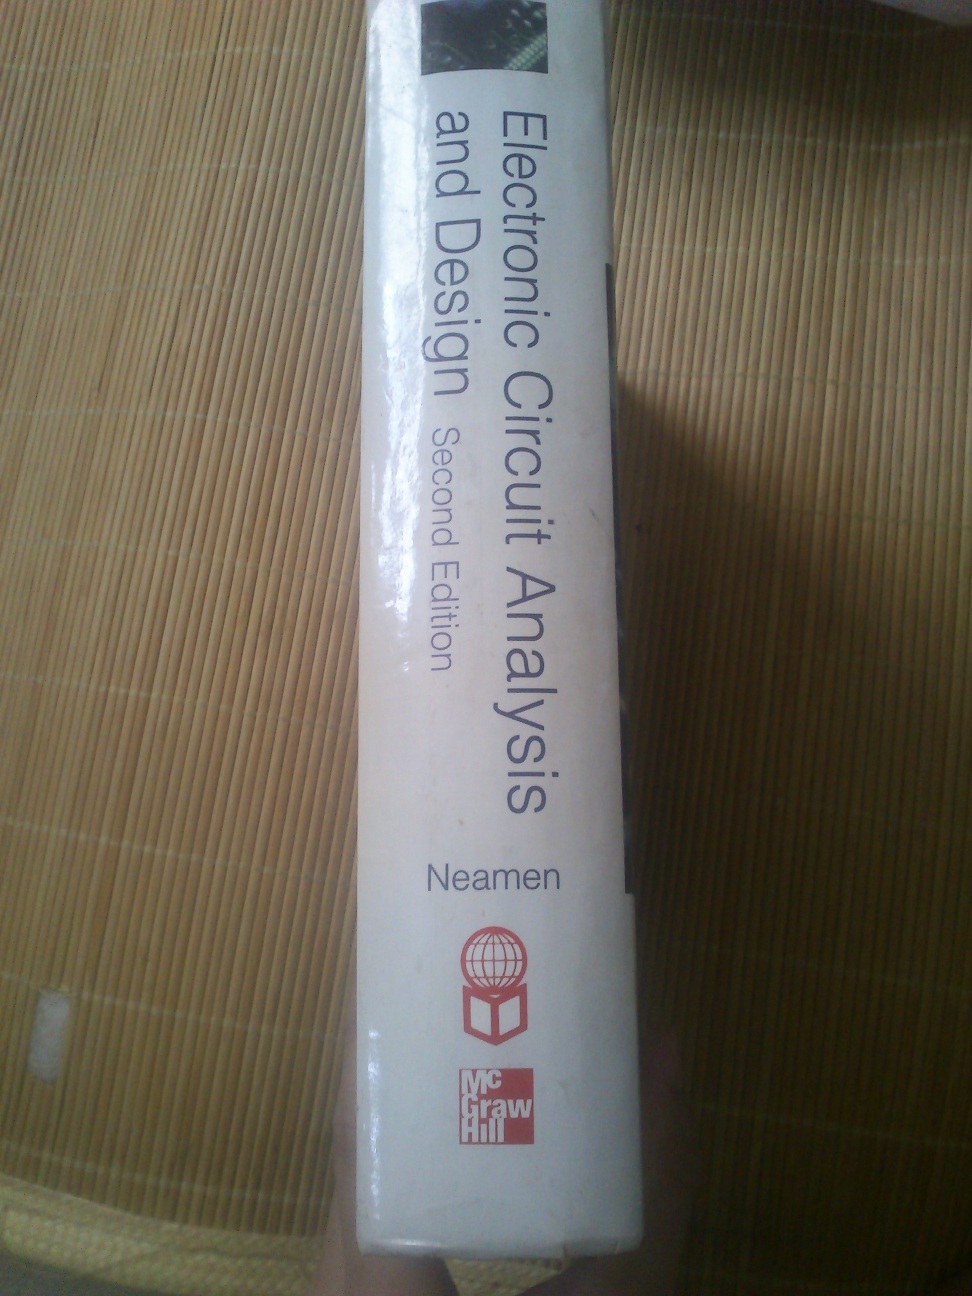 Electronic Circuit Analysis
and Design Second Edition
Neamen
Mc
Graw
Hill